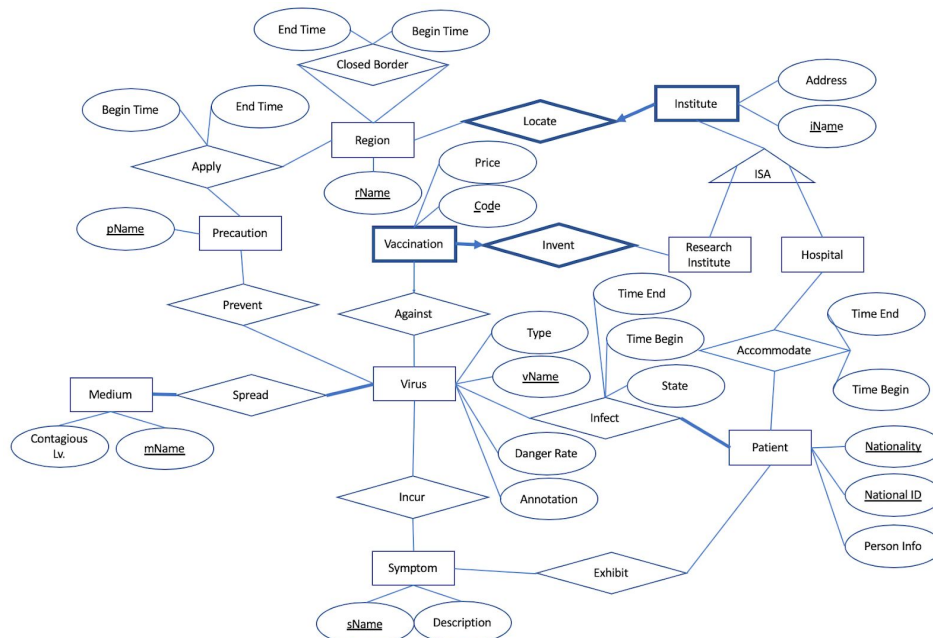 End Time
Begin Time
Closed Border
Address
Institute
Begin Time
End Time
Locate
iName
Region
Price
Apply
ISA
rName
Code
pName
Precaution
Vaccination
Invent
Research
Institute
Hospital
Time End
Prevent
Against
Time End
Type
Time Begin
Accommodate
Virus
vName
Medium
Spread
State
Time Begin
Infect
Contagious
Lv.
mName
Patient
Nationality
Danger Rate
Incur
Annotation
National ID
Person Info
Symptom
Exhibit
sName
Description